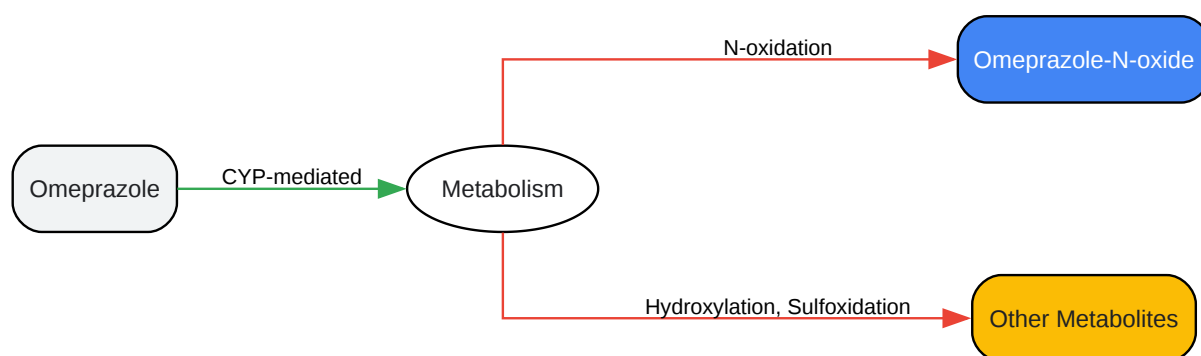 N-oxidation
Omeprazole-N-oxide
Omeprazole
CYP-mediated
Metabolism
Hydroxylation, Sulfoxidation
Other Metabolites